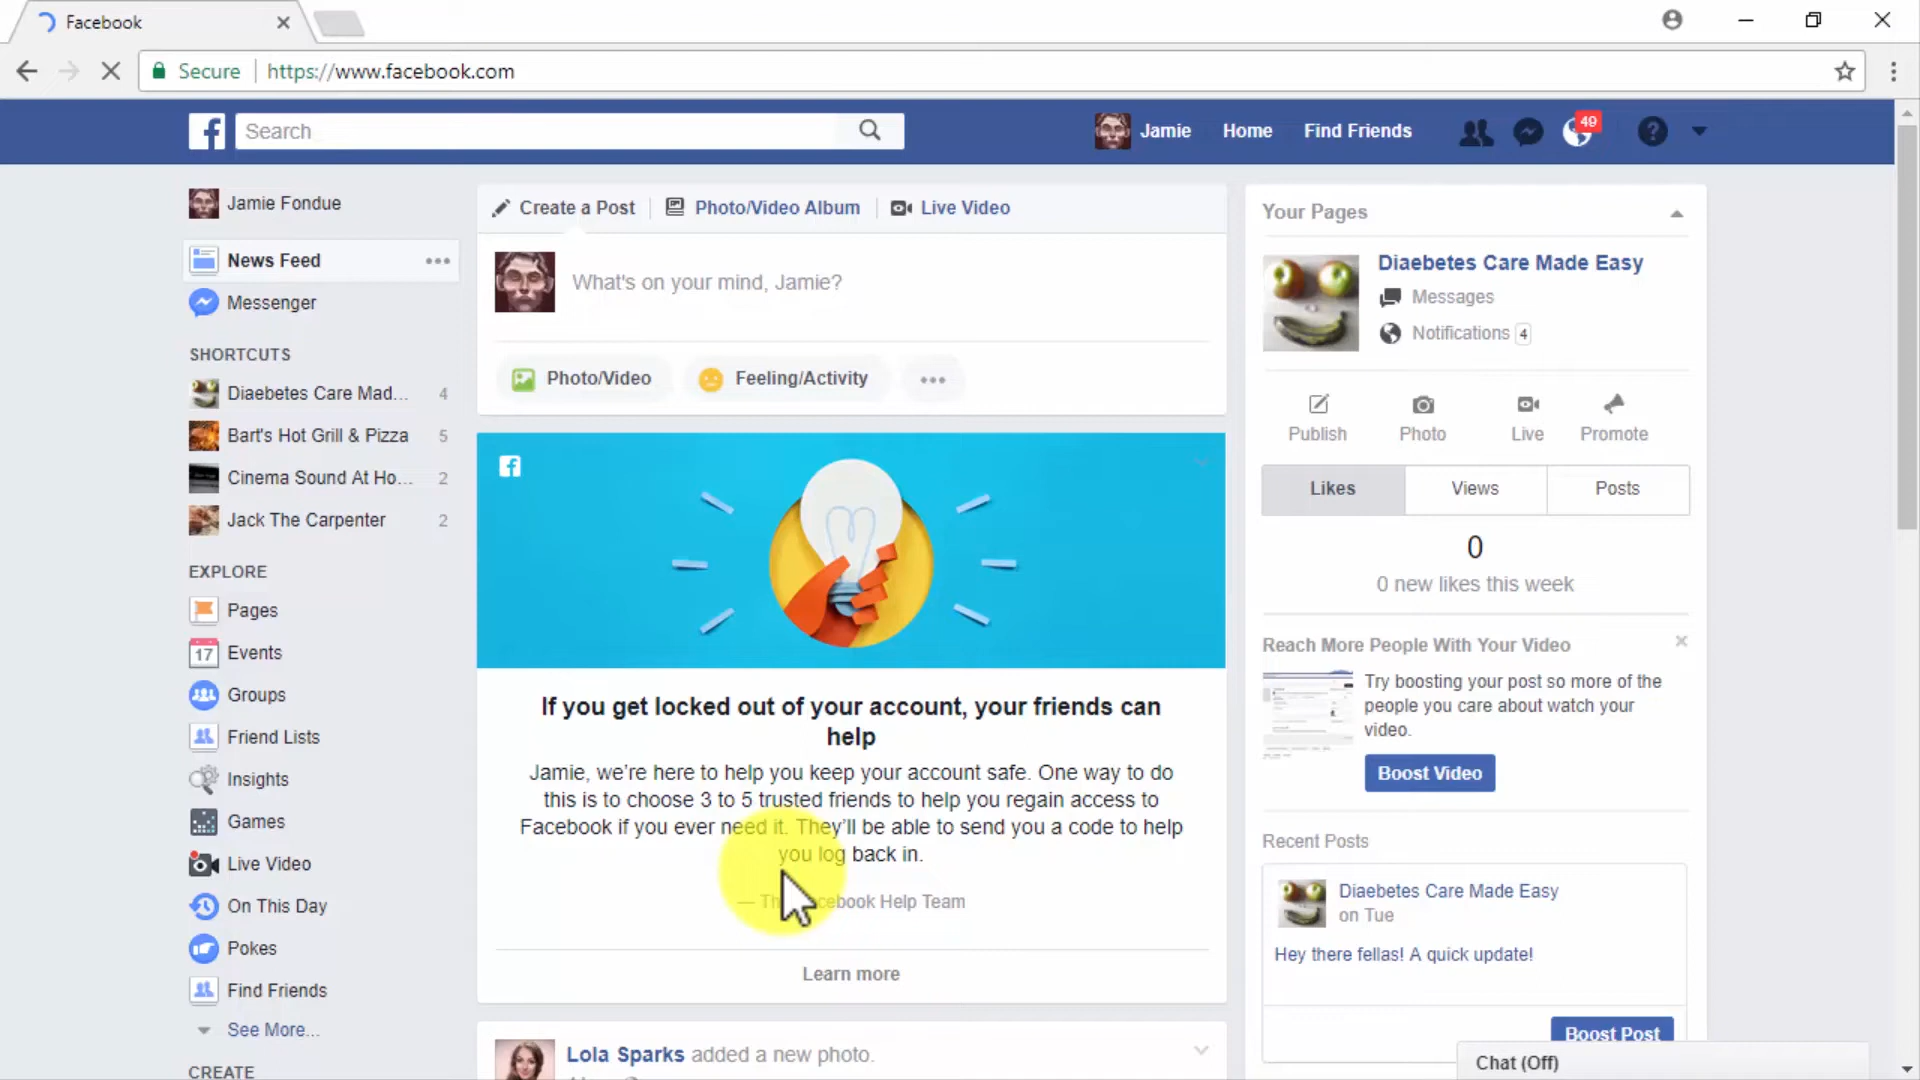 Facebook
Secure https://www.facebook.com
Search
Jamie
Home
Find Friends
49
Jamie Fondue
News Feed
Messenger
SHORTCUTS
Diaebetes Care Mad... 4
Bart's Hot Grill & Pizza 5
Cinema Sound At Ho... 2
Jack The Carpenter 2
EXPLORE
Pages
17 Events
Groups
Friend Lists
Insights
Games
Live Video
On This Day
Pokes
Find Friends
See More...
CREATE
Create a Post
Photo/Video Album
Live Video
What's on your mind, Jamie?
Photo/Video
Feeling/Activity
If you get locked out of your account, your friends can
help
Jamie, we're here to help you keep your account safe. One way to do
this is to choose 3 to 5 trusted friends to help you regain access to
Facebook if you ever need it. They'll be able to send you a code to help
you log back in.
— The Facebook Help Team
Learn more
Lola Sparks added a new photo.
Your Pages
Diaebetes Care Made Easy
Messages
Notifications 4
Publish
Photo
Live
Promote
Likes
Views
Posts
0
0 new likes this week
Reach More People With Your Video
Try boosting your post so more of the
people you care about watch your
video.
Boost Video
Recent Posts
Diaebetes Care Made Easy
on Tue
Hey there fellas! A quick update!
Boost Post
Chat (Off)